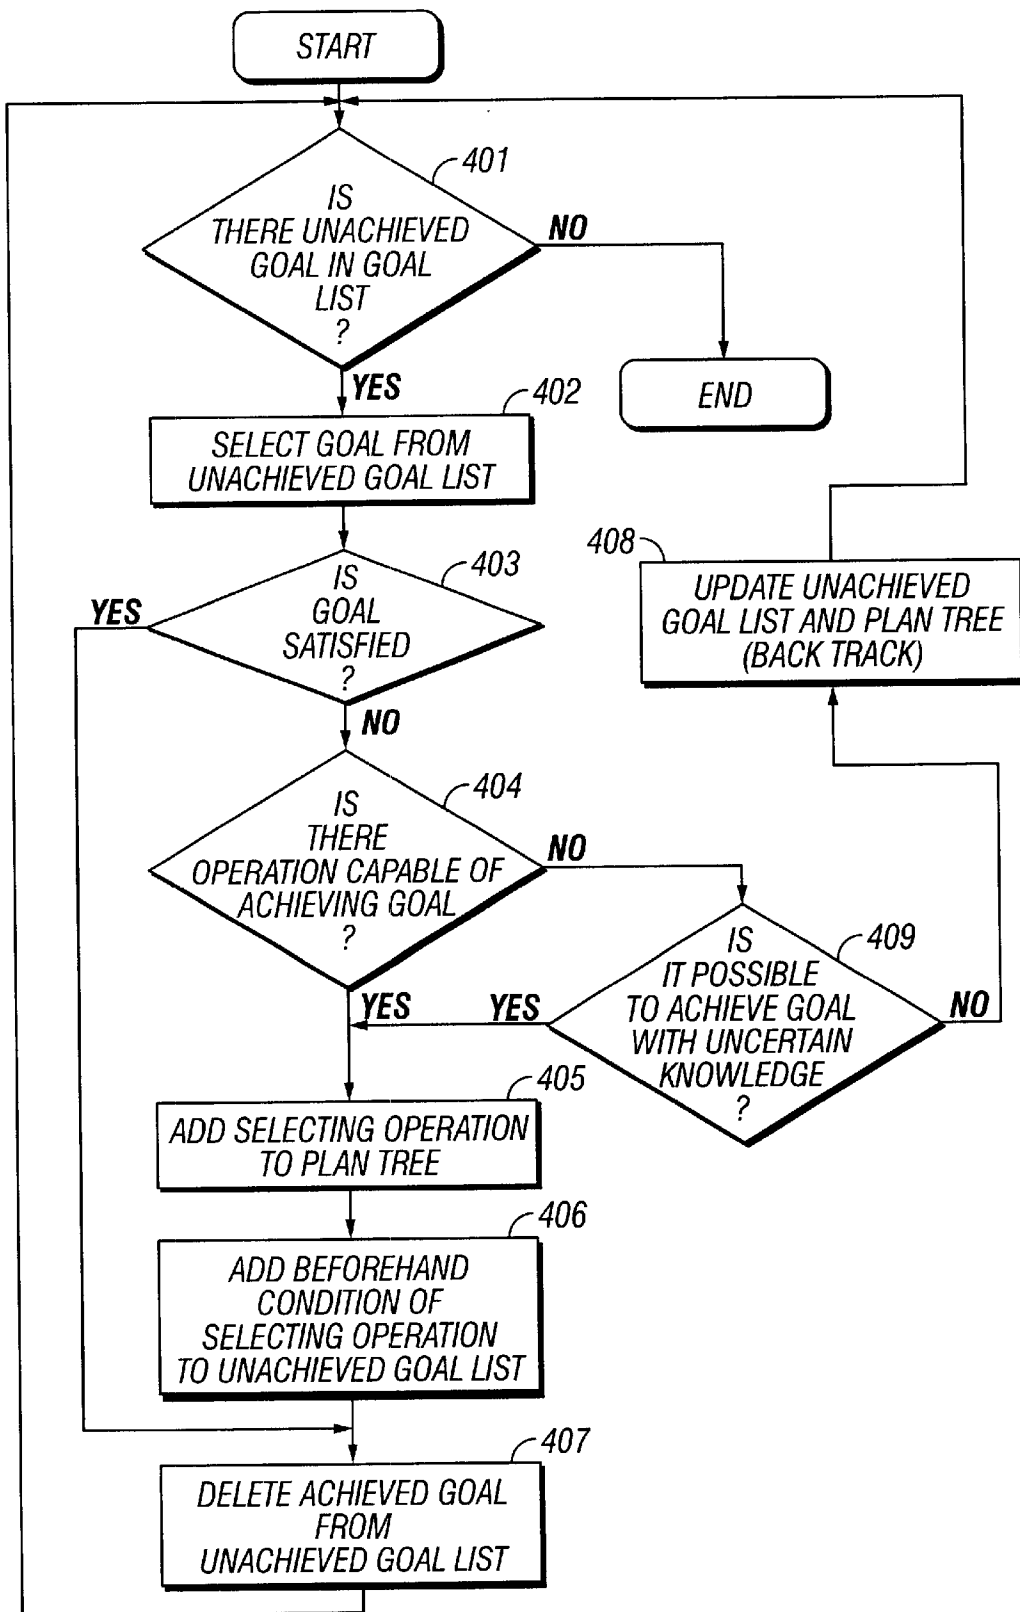 START
401
IS
THERE UNACHIEVED
GOAL IN GOAL
LIST
?
NO
END
YES
402
SELECT GOAL FROM
UNACHIEVED GOAL LIST
403
IS
GOAL
SATISFIED
?
YES
NO
408
UPDATE UNACHIEVED
GOAL LIST AND PLAN TREE
(BACK TRACK)
404
IS
THERE
OPERATION CAPABLE OF
ACHIEVING GOAL
?
NO
YES
409
IS
IT POSSIBLE
TO ACHIEVE GOAL
WITH UNCERTAIN
KNOWLEDGE
?
YES
NO
405
ADD SELECTING OPERATION
TO PLAN TREE
406
ADD BEFOREHAND
CONDITION OF
SELECTING OPERATION
TO UNACHIEVED GOAL LIST
407
DELETE ACHIEVED GOAL
FROM
UNACHIEVED GOAL LIST